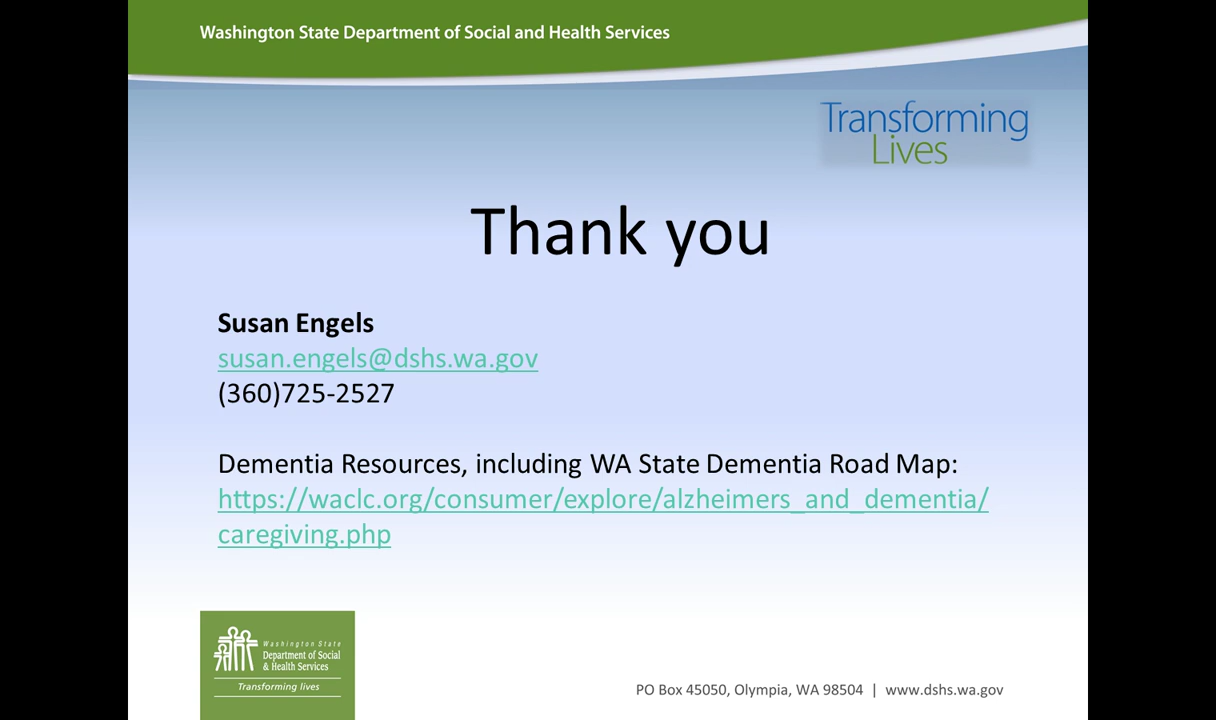 Washington State Department of Social and Health Services
Transforming
Lives
Thank you
Susan Engels
susan.engels@dshs.wa.gov
(360)725-2527
Dementia Resources, including WA State Dementia Road Map:
https://waclc.org/consumer/explore/alzheimers_and_dementia/
caregiving.php
Washington State
Department of Social
& Health Services
Transforming lives
PO Box 45050, Olympia, WA 98504 | www.dshs.wa.gov